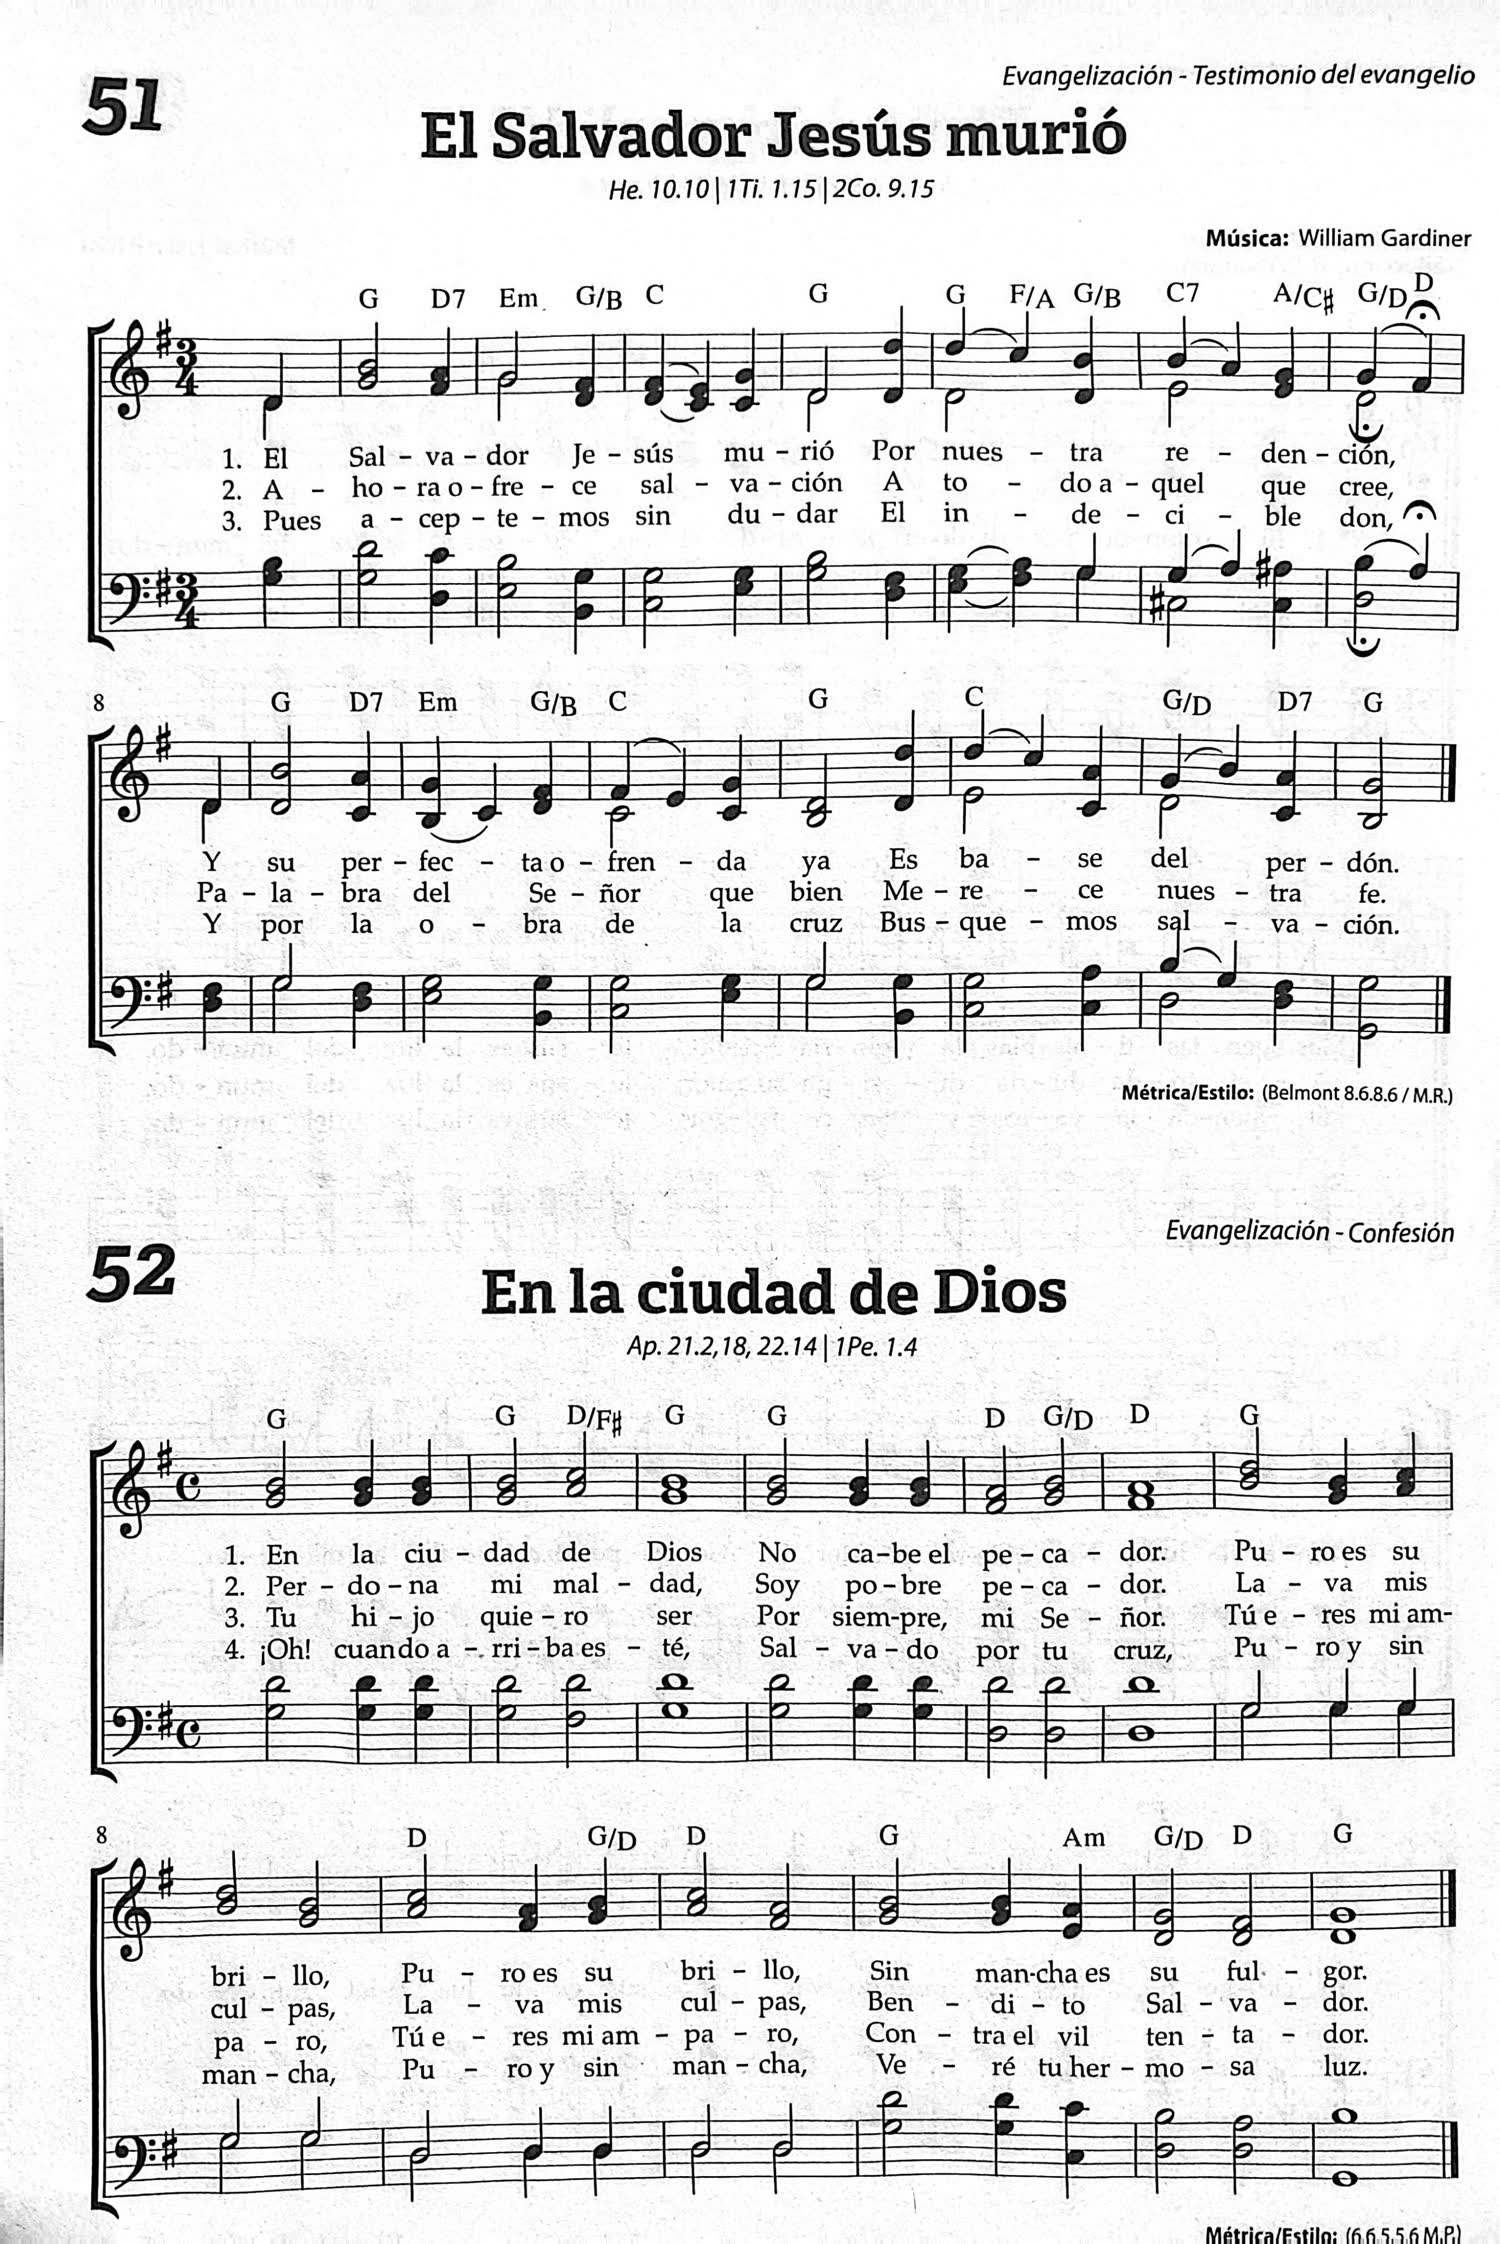 Evangelización - Testimonio del evangelio
51
El Salvador Jesús murió
He. 10.10 | 1Ti. 1.15 | 2Co. 9.15
Música: William Gardiner
G D7 Em G/B C G G F/A G/B C7 A/C♯ G/D D
1. El Sal - va - dor Je - sús mu - rió Por nues - tra re - den - ción,
2. A - ho - ra o - fre - ce sal - va - ción A to - do a - quel que cree,
3. Pues a - cep - te - mos sin du - dar El in - de - ci - ble don,
8 G D7 Em G/B C G C G/D D7 G
Y su per - fec - ta o - fren - da ya Es ba - se del per - dón.
Pa - la - bra del Se - ñor que bien Me - re - ce nues - tra fe.
Y por la o - bra de la cruz Bus - que - mos sal - va - ción.
Métrica/Estilo: (Belmont 8.6.8.6 / M.R.)
Evangelización - Confesión
52
En la ciudad de Dios
Ap. 21.2,18, 22.14 | 1Pe. 1.4
G G D/F♯ G G D G/D D G
1. En la ciu - dad de Dios No ca - be el pe - ca - dor. Pu - ro es su
2. Per - do - na mi mal - dad, Soy po - bre pe - ca - dor. La - va mis
3. Tu hi - jo quie - ro ser Por siem - pre, mi Se - ñor. Tú e - res mi am -
4. ¡Oh! cuando a - rri - ba es - té, Sal - va - do por tu cruz, Pu - ro y sin
8 D G/D D G Am G/D D G
bri - llo, Pu - ro es su bri - llo, Sin man - cha es su ful - gor.
cul - pas, La - va mis cul - pas, Ben - di - to Sal - va - dor.
pa - ro, Tú e - res mi am - pa - ro, Con - tra el vil ten - ta - dor.
man - cha, Pu - ro y sin man - cha, Ve - ré tu her - mo - sa luz.
Métrica/Estilo: (6.6.5.5.6 M.P.)